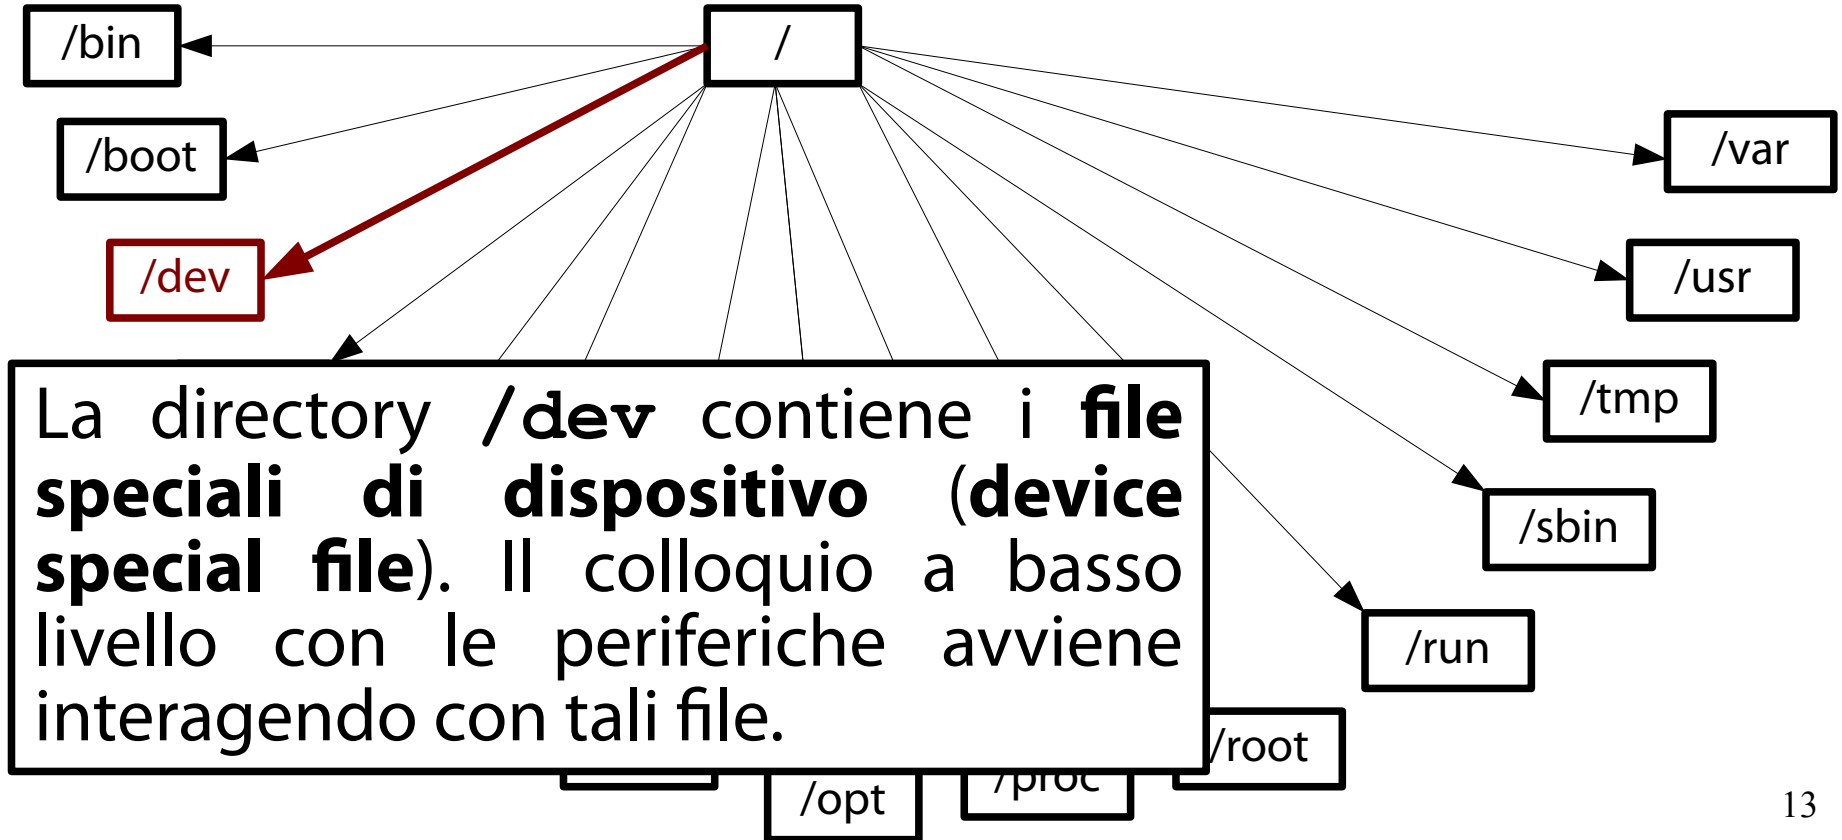 /bin
/
/boot
/var
/dev
/usr
/tmp
La directory /dev contiene i file
speciali di dispositivo (device
special file). Il colloquio a basso
livello con le periferiche avviene
interagendo con tali file.
/sbin
/run
/root
/proc
/opt
13